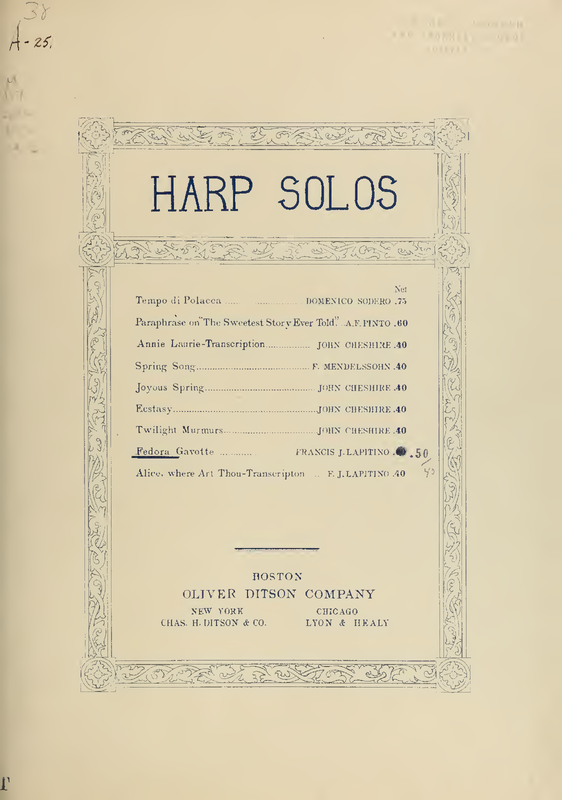 38
A-25.
HARP SOLOS
Net
Tempo di Polacca ..... ................ DOMENICO SODERO .75
Paraphrase on "The Sweetest Story Ever Told". A.F. PINTO .60
Annie Laurie-Transcription................ JOHN CHESHIRE .40
Spring Song........................................ F. MENDELSSOHN .40
Joyous Spring...................................... JOHN CHESHIRE .40
Ecstasy................................................JOHN CHESHIRE .40
Twilight Murmurs...............................JOHN CHESHIRE .40
Fedora Gavotte ........... FRANCIS J. LAPITINO .50
Alice, where Art Thou-Transcripton .. F. J. LAPITINO .40
BOSTON
OLIVER DITSON COMPANY
NEW YORK CHICAGO
CHAS. H. DITSON & CO. LYON & HEALY